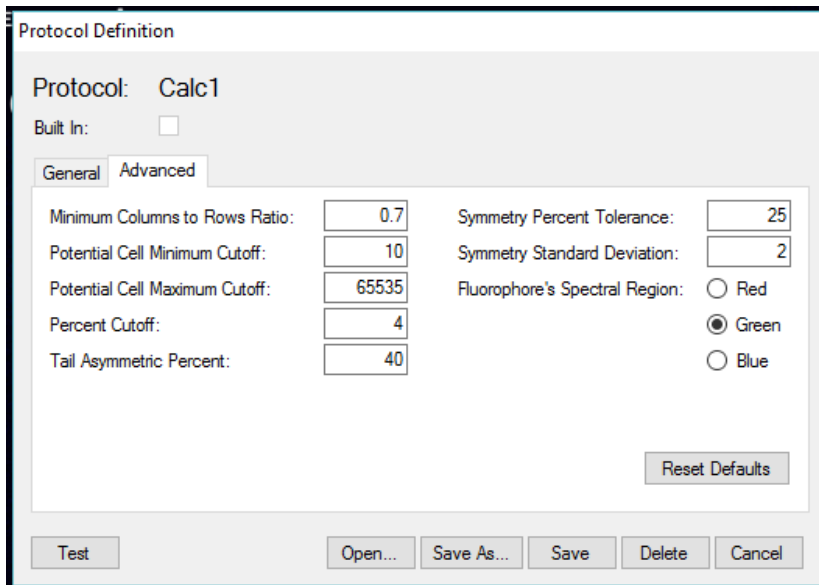 Protocol Definition
Protocol: Calc1
Built In:
General Advanced
Minimum Columns to Rows Ratio: 0.7 Symmetry Percent Tolerance: 25
Potential Cell Minimum Cutoff: 10 Symmetry Standard Deviation: 2
Potential Cell Maximum Cutoff: 65535 Fluorophore's Spectral Region: Red
Percent Cutoff: 4 Green
Tail Asymmetric Percent: 40 Blue
Reset Defaults
Test Open... Save As... Save Delete Cancel